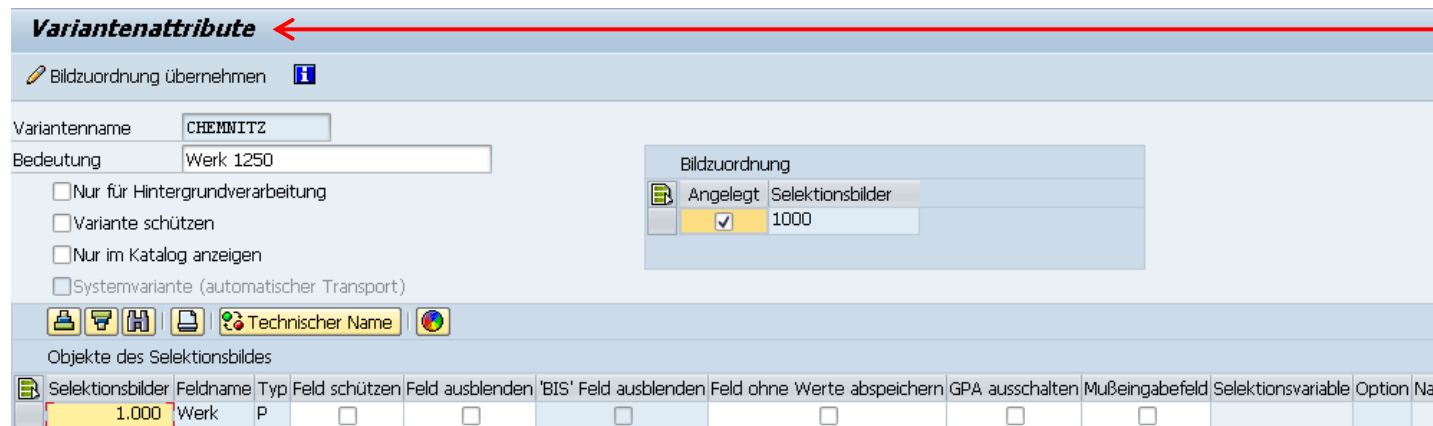 Variantenattribute
Bildzuordnung übernehmen
Variantenname CHEMNITZ
Bedeutung Werk 1250
Nur für Hintergrundverarbeitung
Variante schützen
Nur im Katalog anzeigen
Systemvariante (automatischer Transport)
Bildzuordnung
Angelegt Selektionsbilder
1000
Technischer Name
Objekte des Selektionsbildes
Selektionsbilder Feldname Typ Feld schützen Feld ausblenden 'BIS' Feld ausblenden Feld ohne Werte abspeichern GPA ausschalten Mußeingabefeld Selektionsvariable Option Na
1.000 Werk P